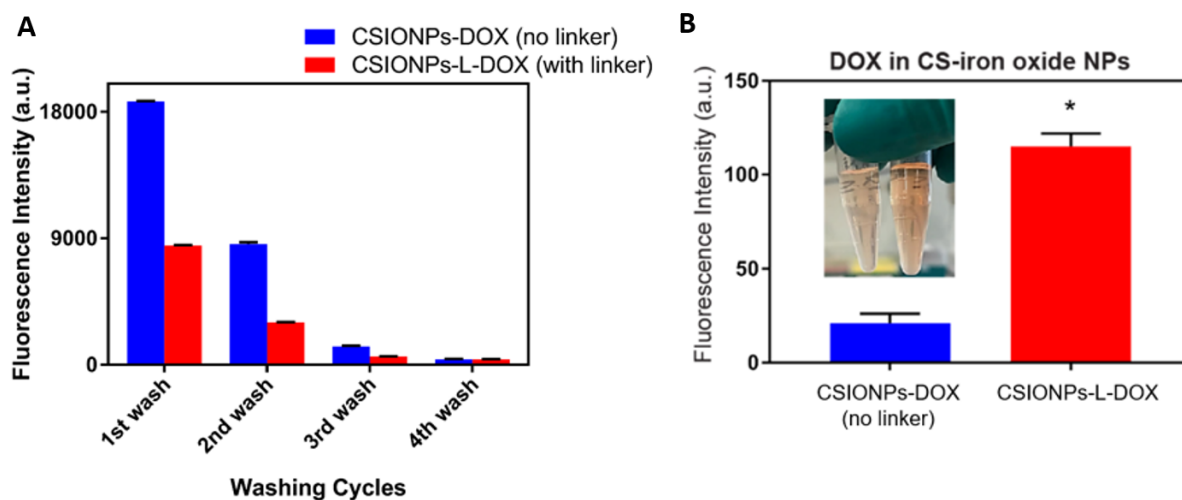 A
CSIONPs-DOX (no linker)
CSIONPs-L-DOX (with linker)
Fluorescence Intensity (a.u.)
18000
9000
0
1st wash
2nd wash
3rd wash
4th wash
Washing Cycles
B
DOX in CS-iron oxide NPs
Fluorescence Intensity (a.u.)
150
100
50
0
*
CSIONPs-DOX
(no linker)
CSIONPs-L-DOX